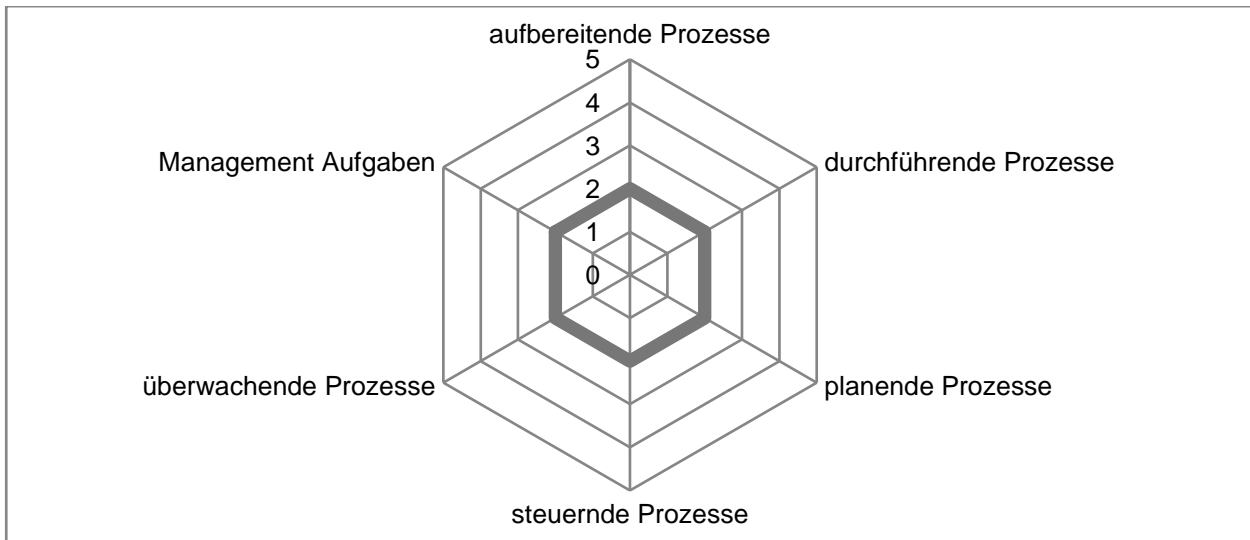 aufbereitende Prozesse
5
4
Management Aufgaben
3
durchführende Prozesse
2
1
0
überwachende Prozesse
planende Prozesse
steuernde Prozesse